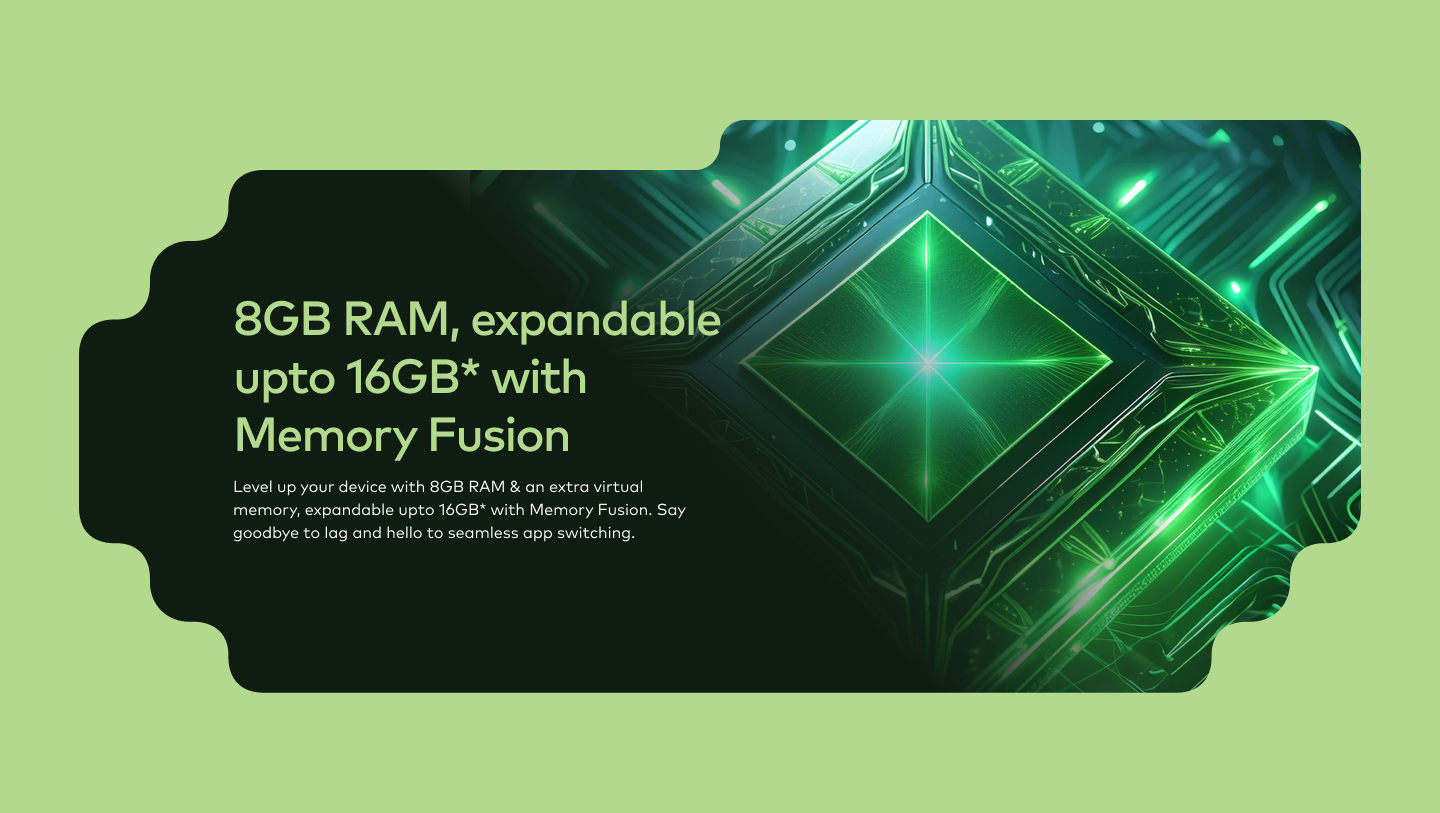 8GB RAM, expandable
upto 16GB* with
Memory Fusion
Level up your device with 8GB RAM & an extra virtual
memory, expandable upto 16GB* with Memory Fusion. Say
goodbye to lag and hello to seamless app switching.